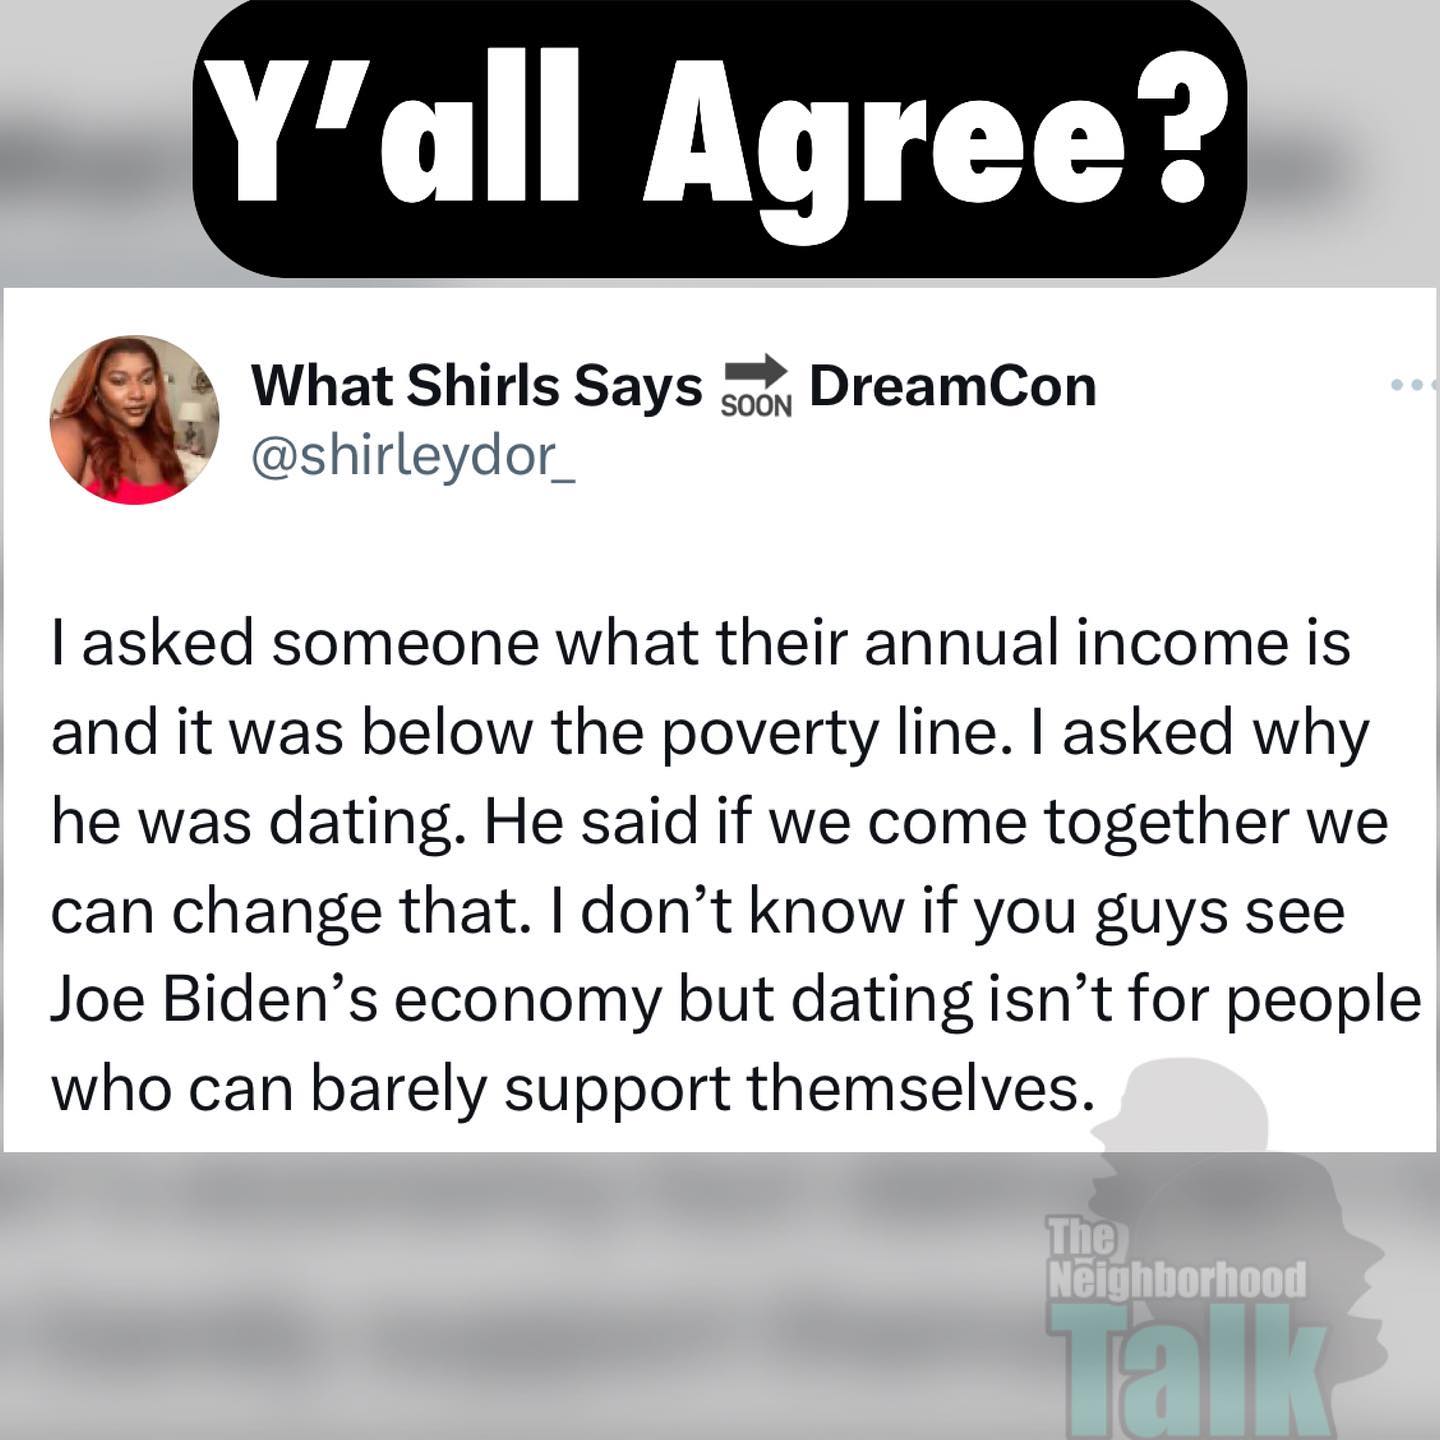 Y’all Agree?
What Shirls Says 🔜 DreamCon
@shirleydor_
I asked someone what their annual income is
and it was below the poverty line. I asked why
he was dating. He said if we come together we
can change that. I don’t know if you guys see
Joe Biden’s economy but dating isn’t for people
who can barely support themselves.
The
Neighborhood
Talk